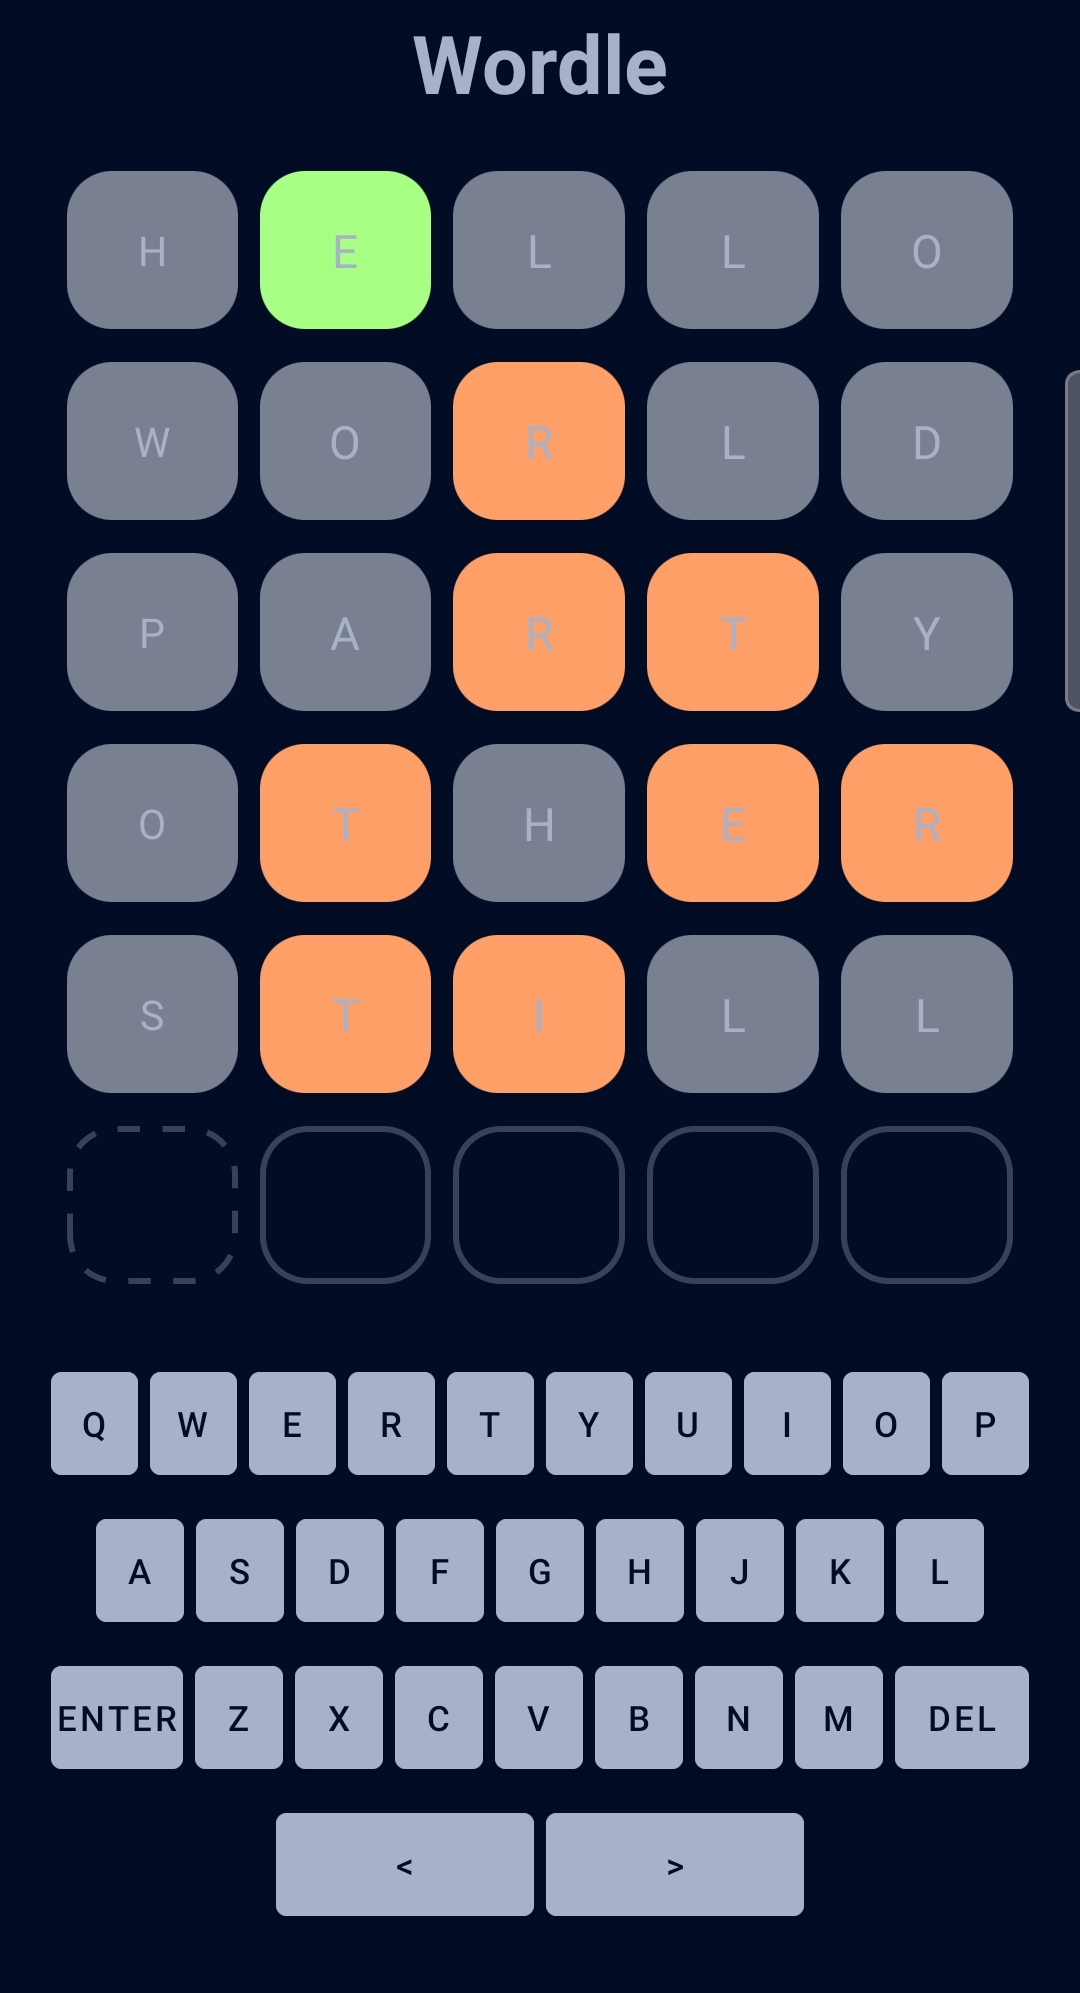 Wordle
H E L L O
W O R L D
P A R T Y
O T H E R
S T I L L
Q W E R T Y U I O P
A S D F G H J K L
ENTER Z X C V B N M DEL
< >